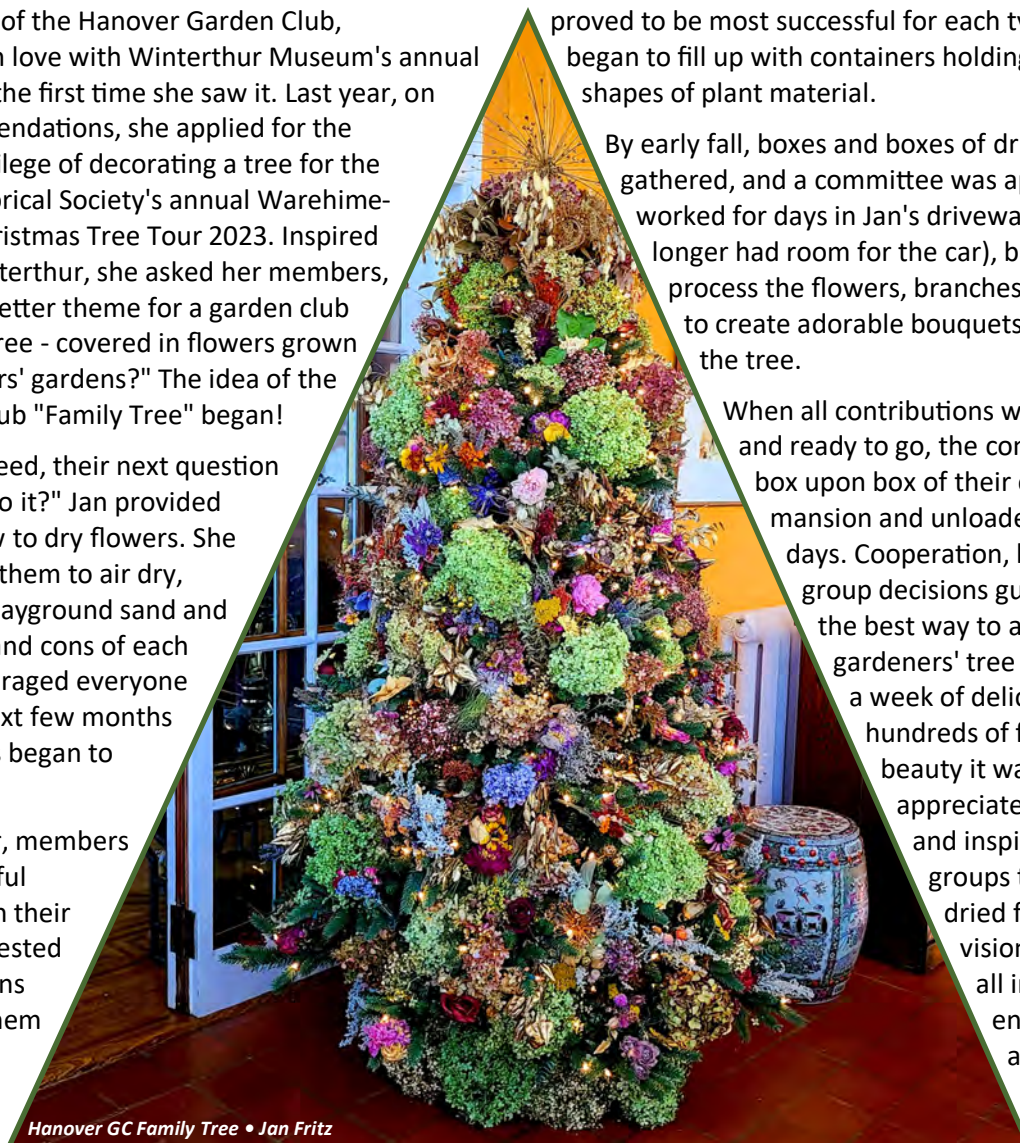 of the Hanover Garden Club,
n love with Winterthur Museum's annual
the first time she saw it. Last year, on
endations, she applied for the
ilege of decorating a tree for the
orical Society's annual Warehime-
ristmas Tree Tour 2023. Inspired
terthur, she asked her members,
etter theme for a garden club
ree - covered in flowers grown
rs' gardens?" The idea of the
ub "Family Tree" began!
eed, their next question
o it?" Jan provided
w to dry flowers. She
them to air dry,
ayground sand and
and cons of each
raged everyone
xt few months
s began to
r, members
ful
n their
ested
ns
hem
proved to be most successful for each ty
began to fill up with containers holding
shapes of plant material.
By early fall, boxes and boxes of dr
gathered, and a committee was ap
worked for days in Jan's drivewa
longer had room for the car), b
process the flowers, branches
to create adorable bouquets
the tree.
When all contributions w
and ready to go, the con
box upon box of their
mansion and unloade
days. Cooperation,
group decisions gu
the best way to a
gardeners' tree
a week of delic
hundreds of f
beauty it wa
appreciate
and inspi
groups t
dried f
vision
all i
en
a
Hanover GC Family Tree • Jan Fritz